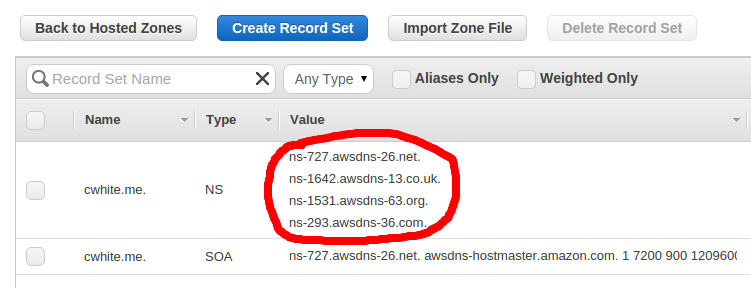 Back to Hosted Zones Create Record Set Import Zone File Delete Record Set
Record Set Name Any Type Aliases Only Weighted Only
Name Type Value
ns-727.awsdns-26.net.
ns-1642.awsdns-13.co.uk.
cwhite.me. NS
ns-1531.awsdns-63.org.
ns-293.awsdns-36.com.
cwhite.me. SOA ns-727.awsdns-26.net. awsdns-hostmaster.amazon.com. 1 7200 900 1209600